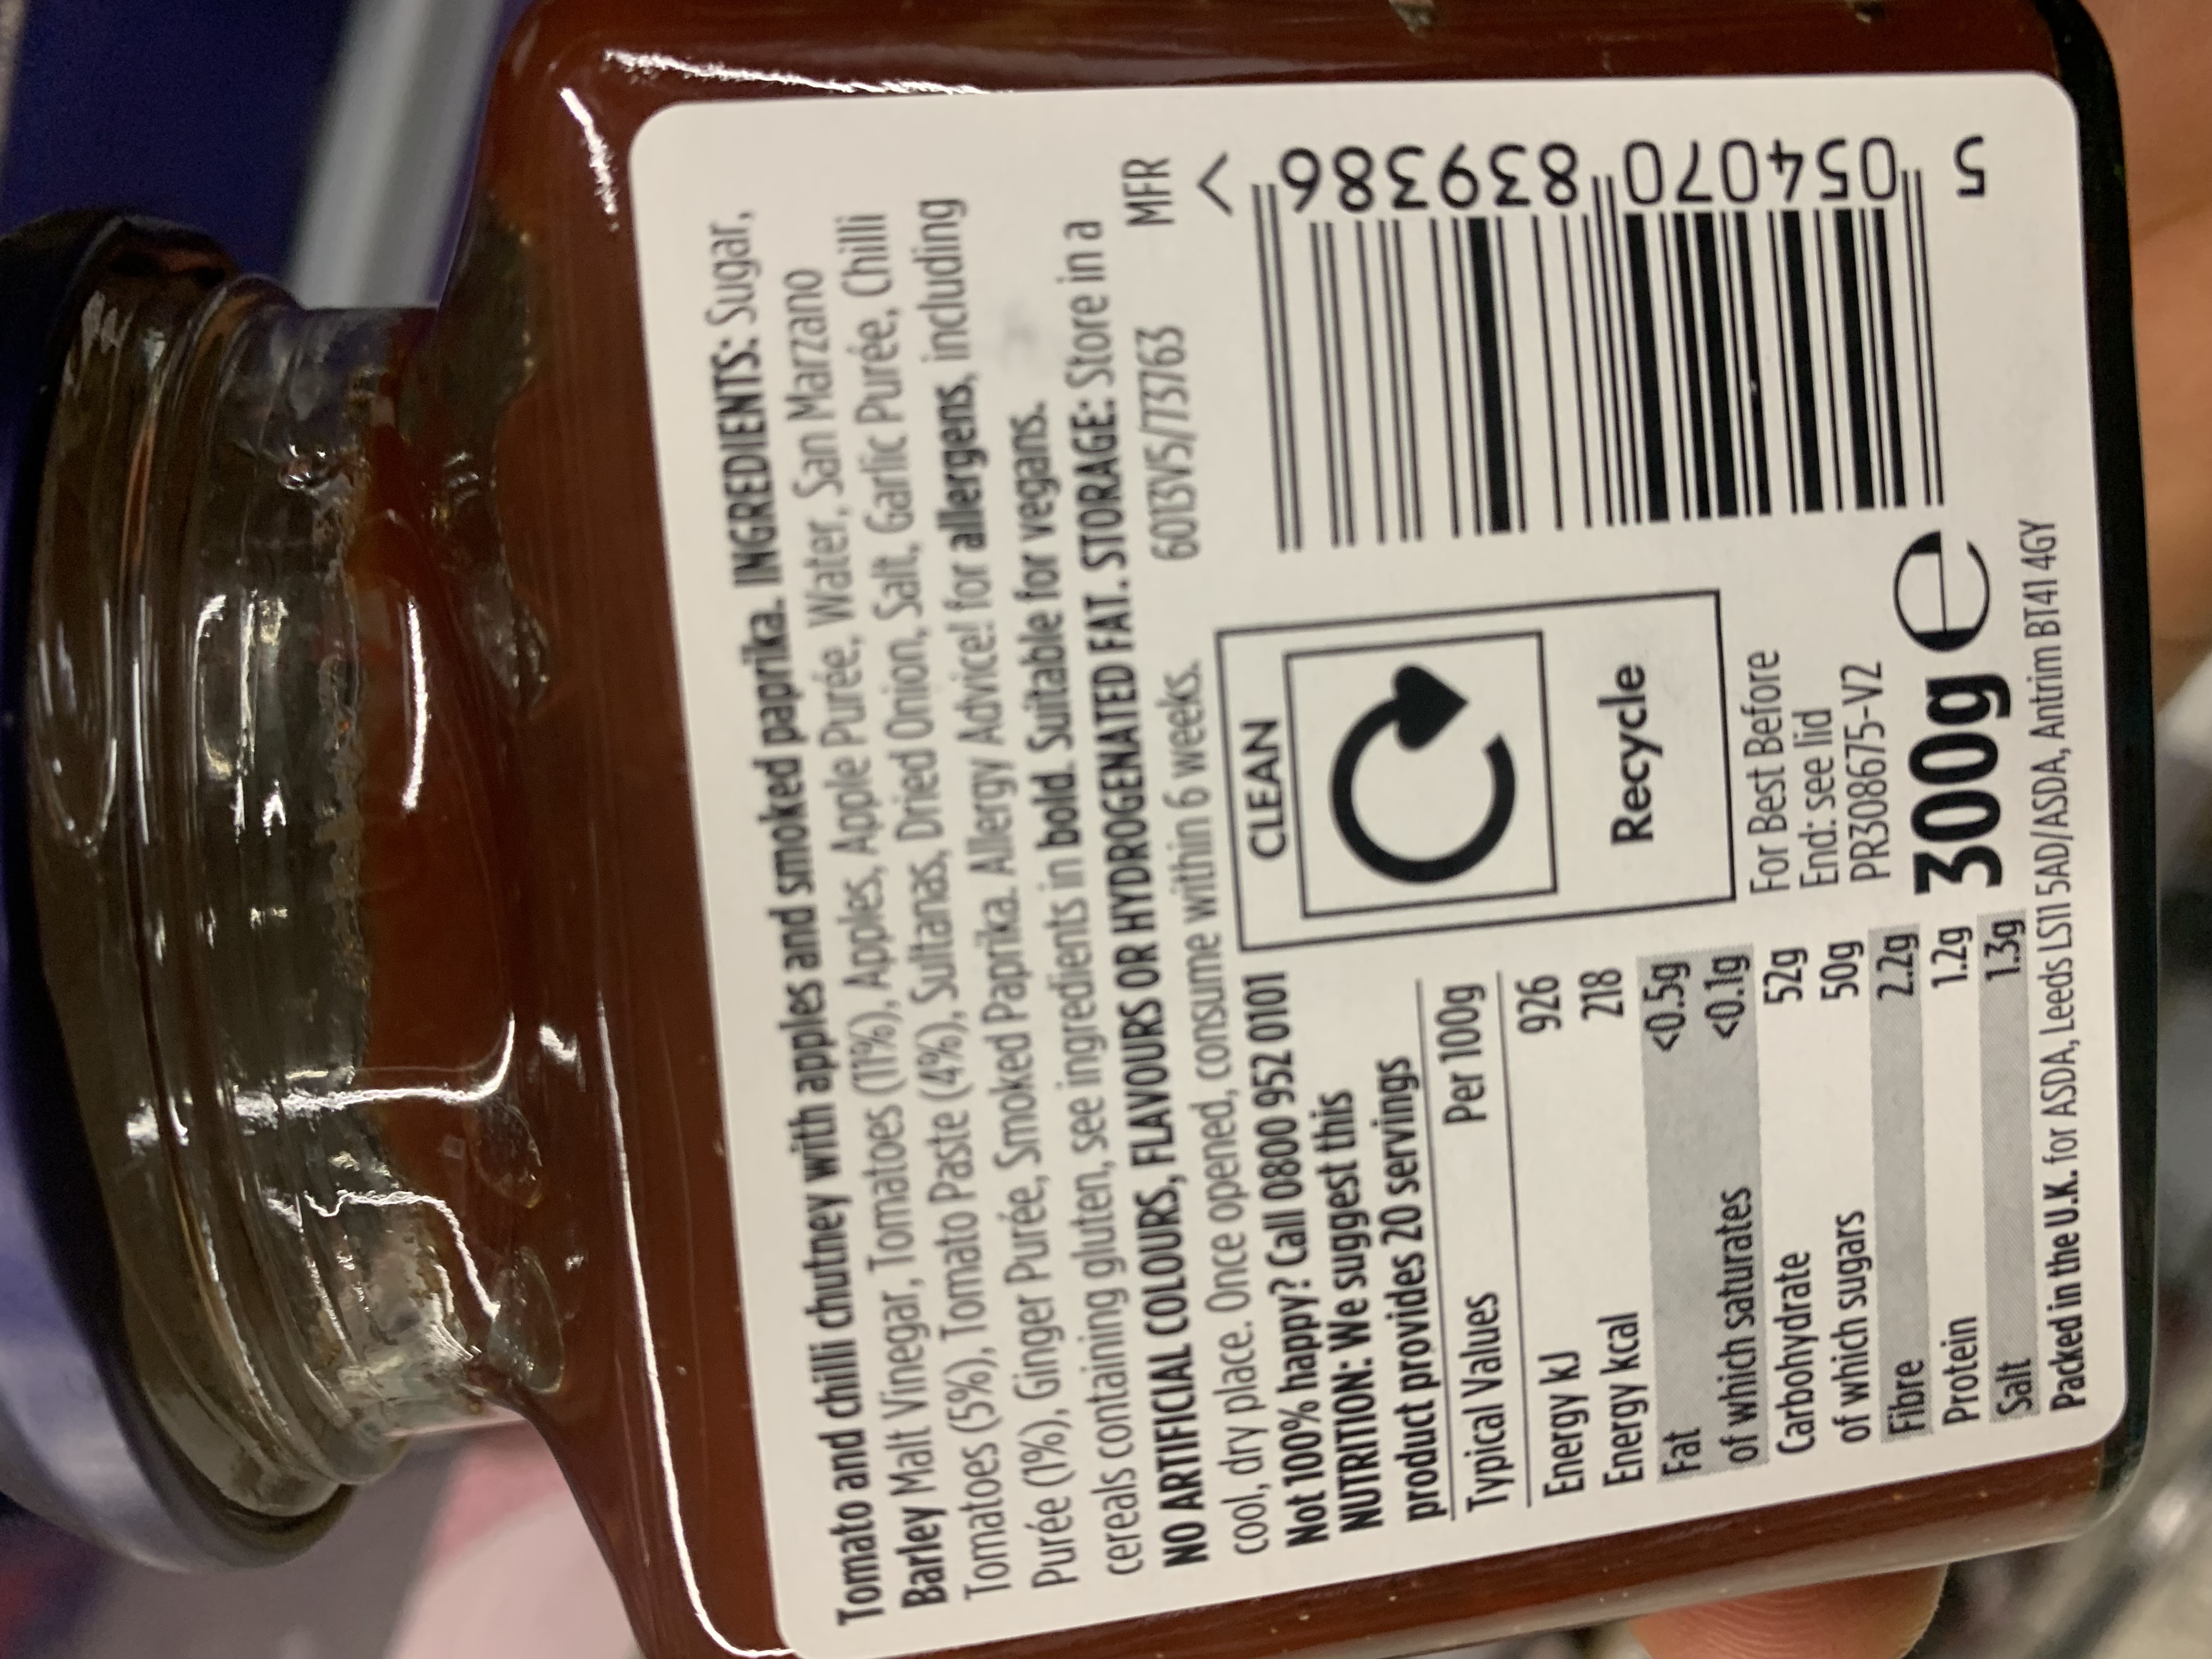 Tomato and chilli chutney with apples and smoked paprika. INGREDIENTS: Sugar,
Barley Malt Vinegar, Tomatoes (11%), Apples, Apple Purée, Water, San Marzano
Tomatoes (5%), Tomato Paste (4%), Sultanas, Dried Onion, Salt, Garlic Purée, Chilli
Purée (1%), Ginger Purée, Smoked Paprika. Allergy Advice! for allergens, including
cereals containing gluten, see ingredients in bold. Suitable for vegans.
NO ARTIFICIAL COLOURS, FLAVOURS OR HYDROGENATED FAT. STORAGE: Store in a
cool, dry place. Once opened, consume within 6 weeks.
6013V5/73763 MFR
Not 100% happy? Call 0800 952 0101
NUTRITION: We suggest this
product provides 20 servings
Typical Values Per 100g
Energy kJ 926
Energy kcal 218
Fat <0.5g
of which saturates <0.1g
Carbohydrate 52g
of which sugars 50g
Fibre 2.2g
Protein 1.2g
Salt 1.3g
CLEAN
Recycle
For Best Before
End: see lid
PR308675-V2
300g e
5 054070 839386 >
Packed in the U.K. for ASDA, Leeds LS11 5AD/ASDA, Antrim BT41 4GY